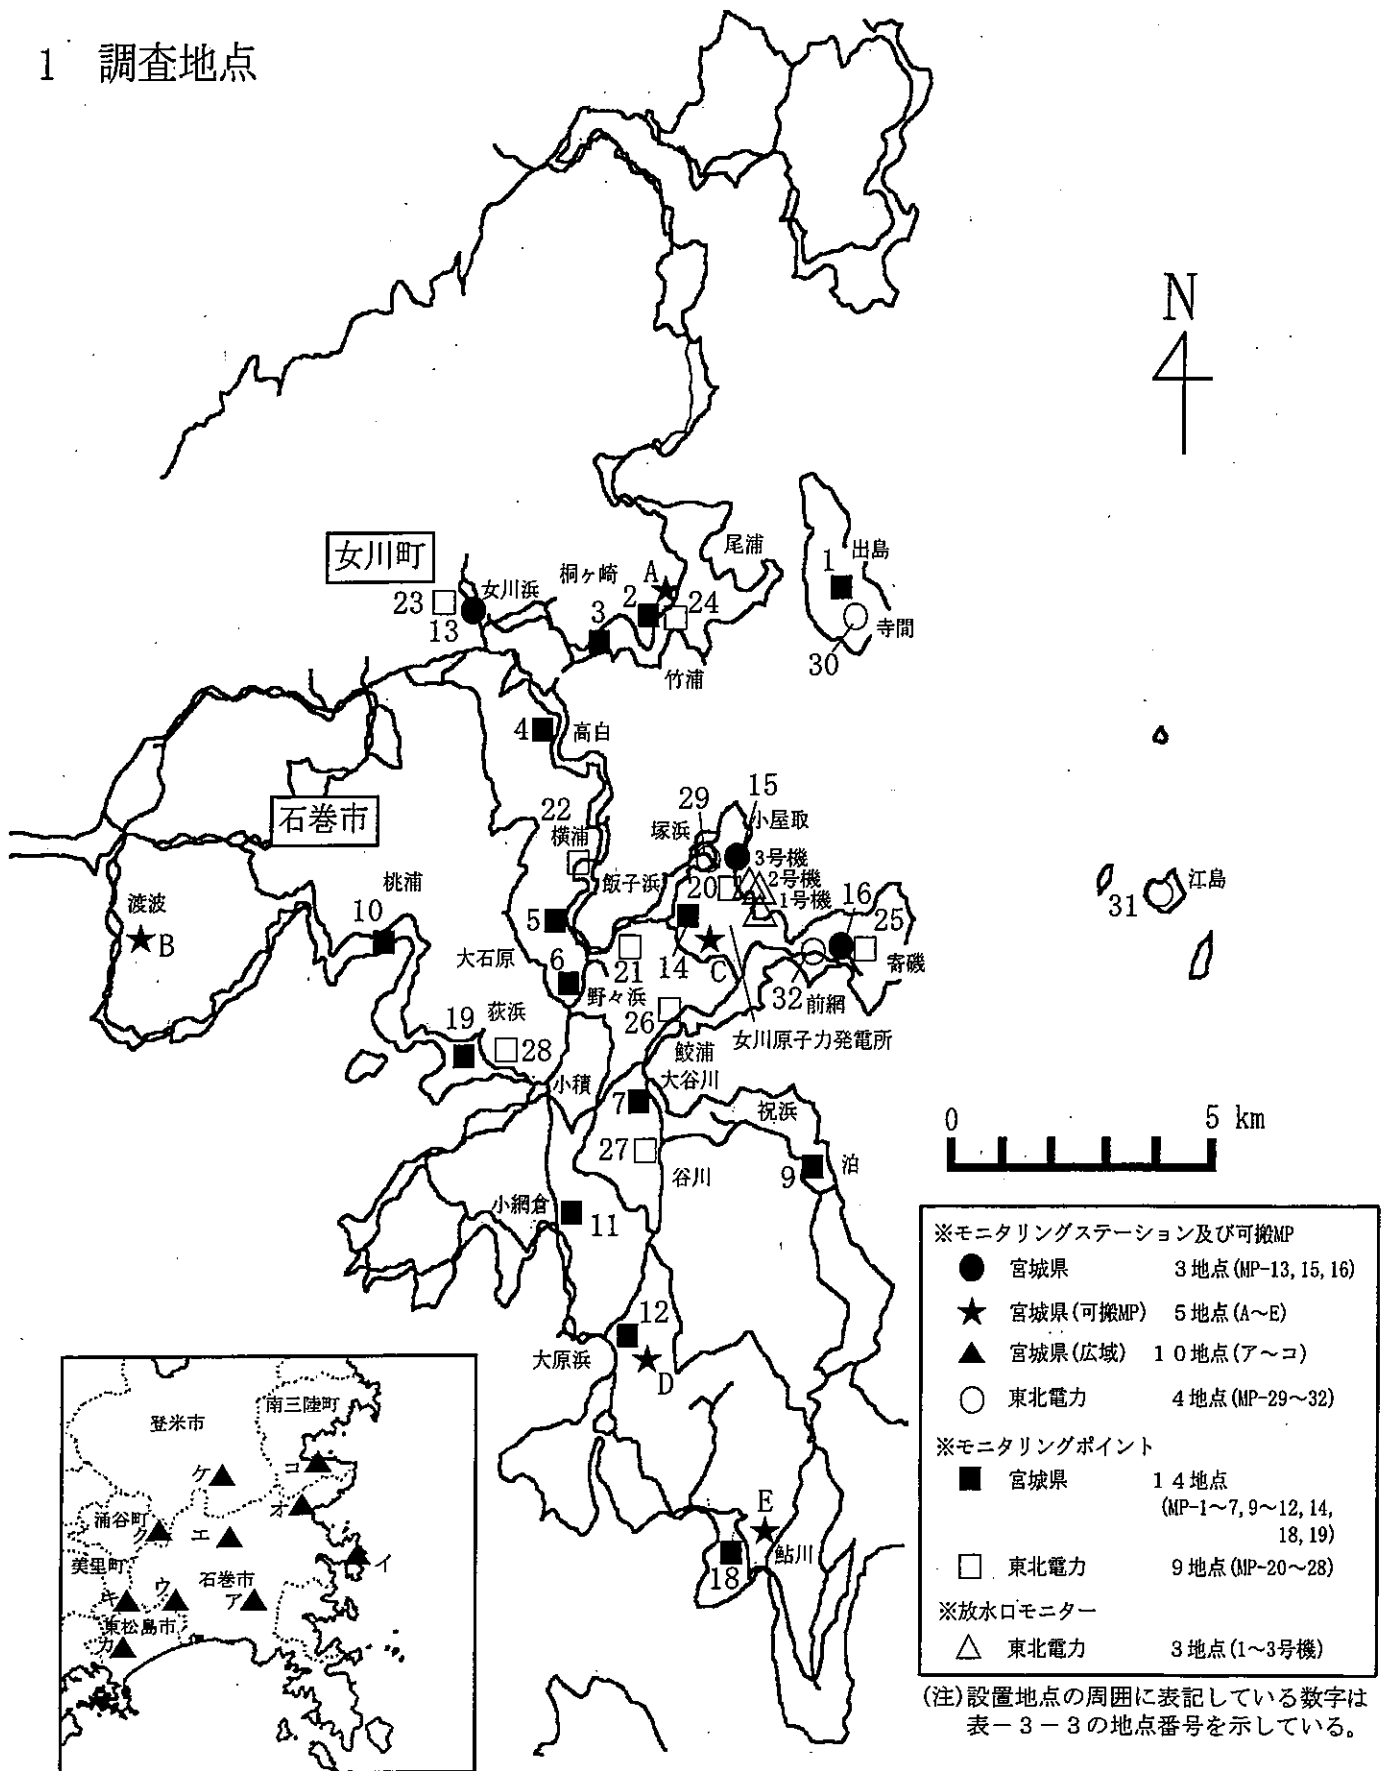 1 調査地点
N
尾浦
出島
1
女川町
桐ヶ崎
A
女川浜
23
2
24
3
13
寺間
30
竹浦
4
高白
15
29
小屋取
22
塚浜
石巻市
横浦
3号機
飯子浜
20
2号機
桃浦
1号機
16
江島
渡波
10
25
31
5
B
大石原
6
21
14
C
寄磯
野々浜
32
前網
荻浜
26
19
28
鮫浦
女川原子力発電所
小積
大谷川
7
祝浜
0
5 km
27
9
泊
谷川
小網倉
11
12
大原浜
D
E
鮎川
18
南三陸町
登米市
コ
ケ
オ
涌谷町
ク
エ
美里町
イ
石巻市
ウ
キ
ア
東松島市
カ
※モニタリングステーション及び可搬MP
宮城県 3地点(MP-13,15,16)
宮城県(可搬MP) 5地点(A~E)
宮城県(広域) 10地点(ア~コ)
東北電力 4地点(MP-29~32)
※モニタリングポイント
宮城県 14地点
(MP-1~7,9~12,14,
18,19)
東北電力 9地点(MP-20~28)
※放水口モニター
東北電力 3地点(1~3号機)
(注)設置地点の周囲に表記している数字は
表-3-3の地点番号を示している。